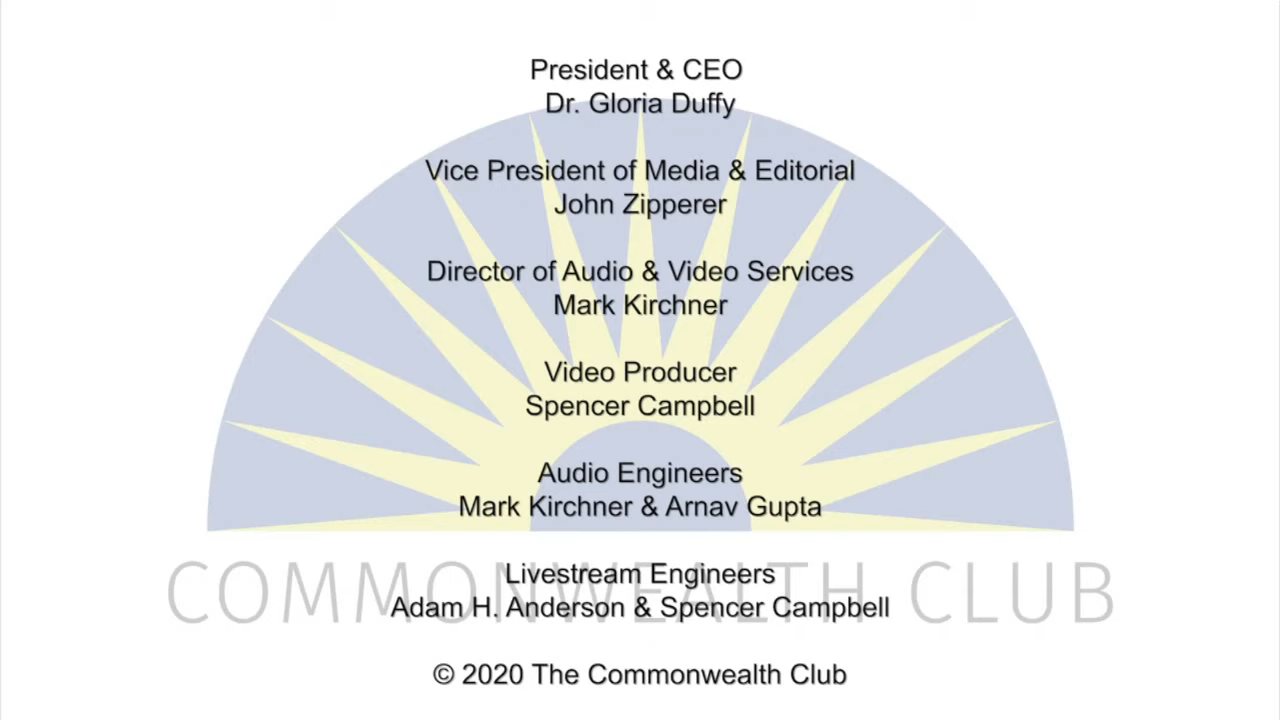 President & CEO
Dr. Gloria Duffy
Vice President of Media & Editorial
John Zipperer
Director of Audio & Video Services
Mark Kirchner
Video Producer
Spencer Campbell
Audio Engineers
Mark Kirchner & Arnav Gupta
Livestream Engineers
COMMONWEALTH CLUB
Adam H. Anderson & Spencer Campbell
© 2020 The Commonwealth Club